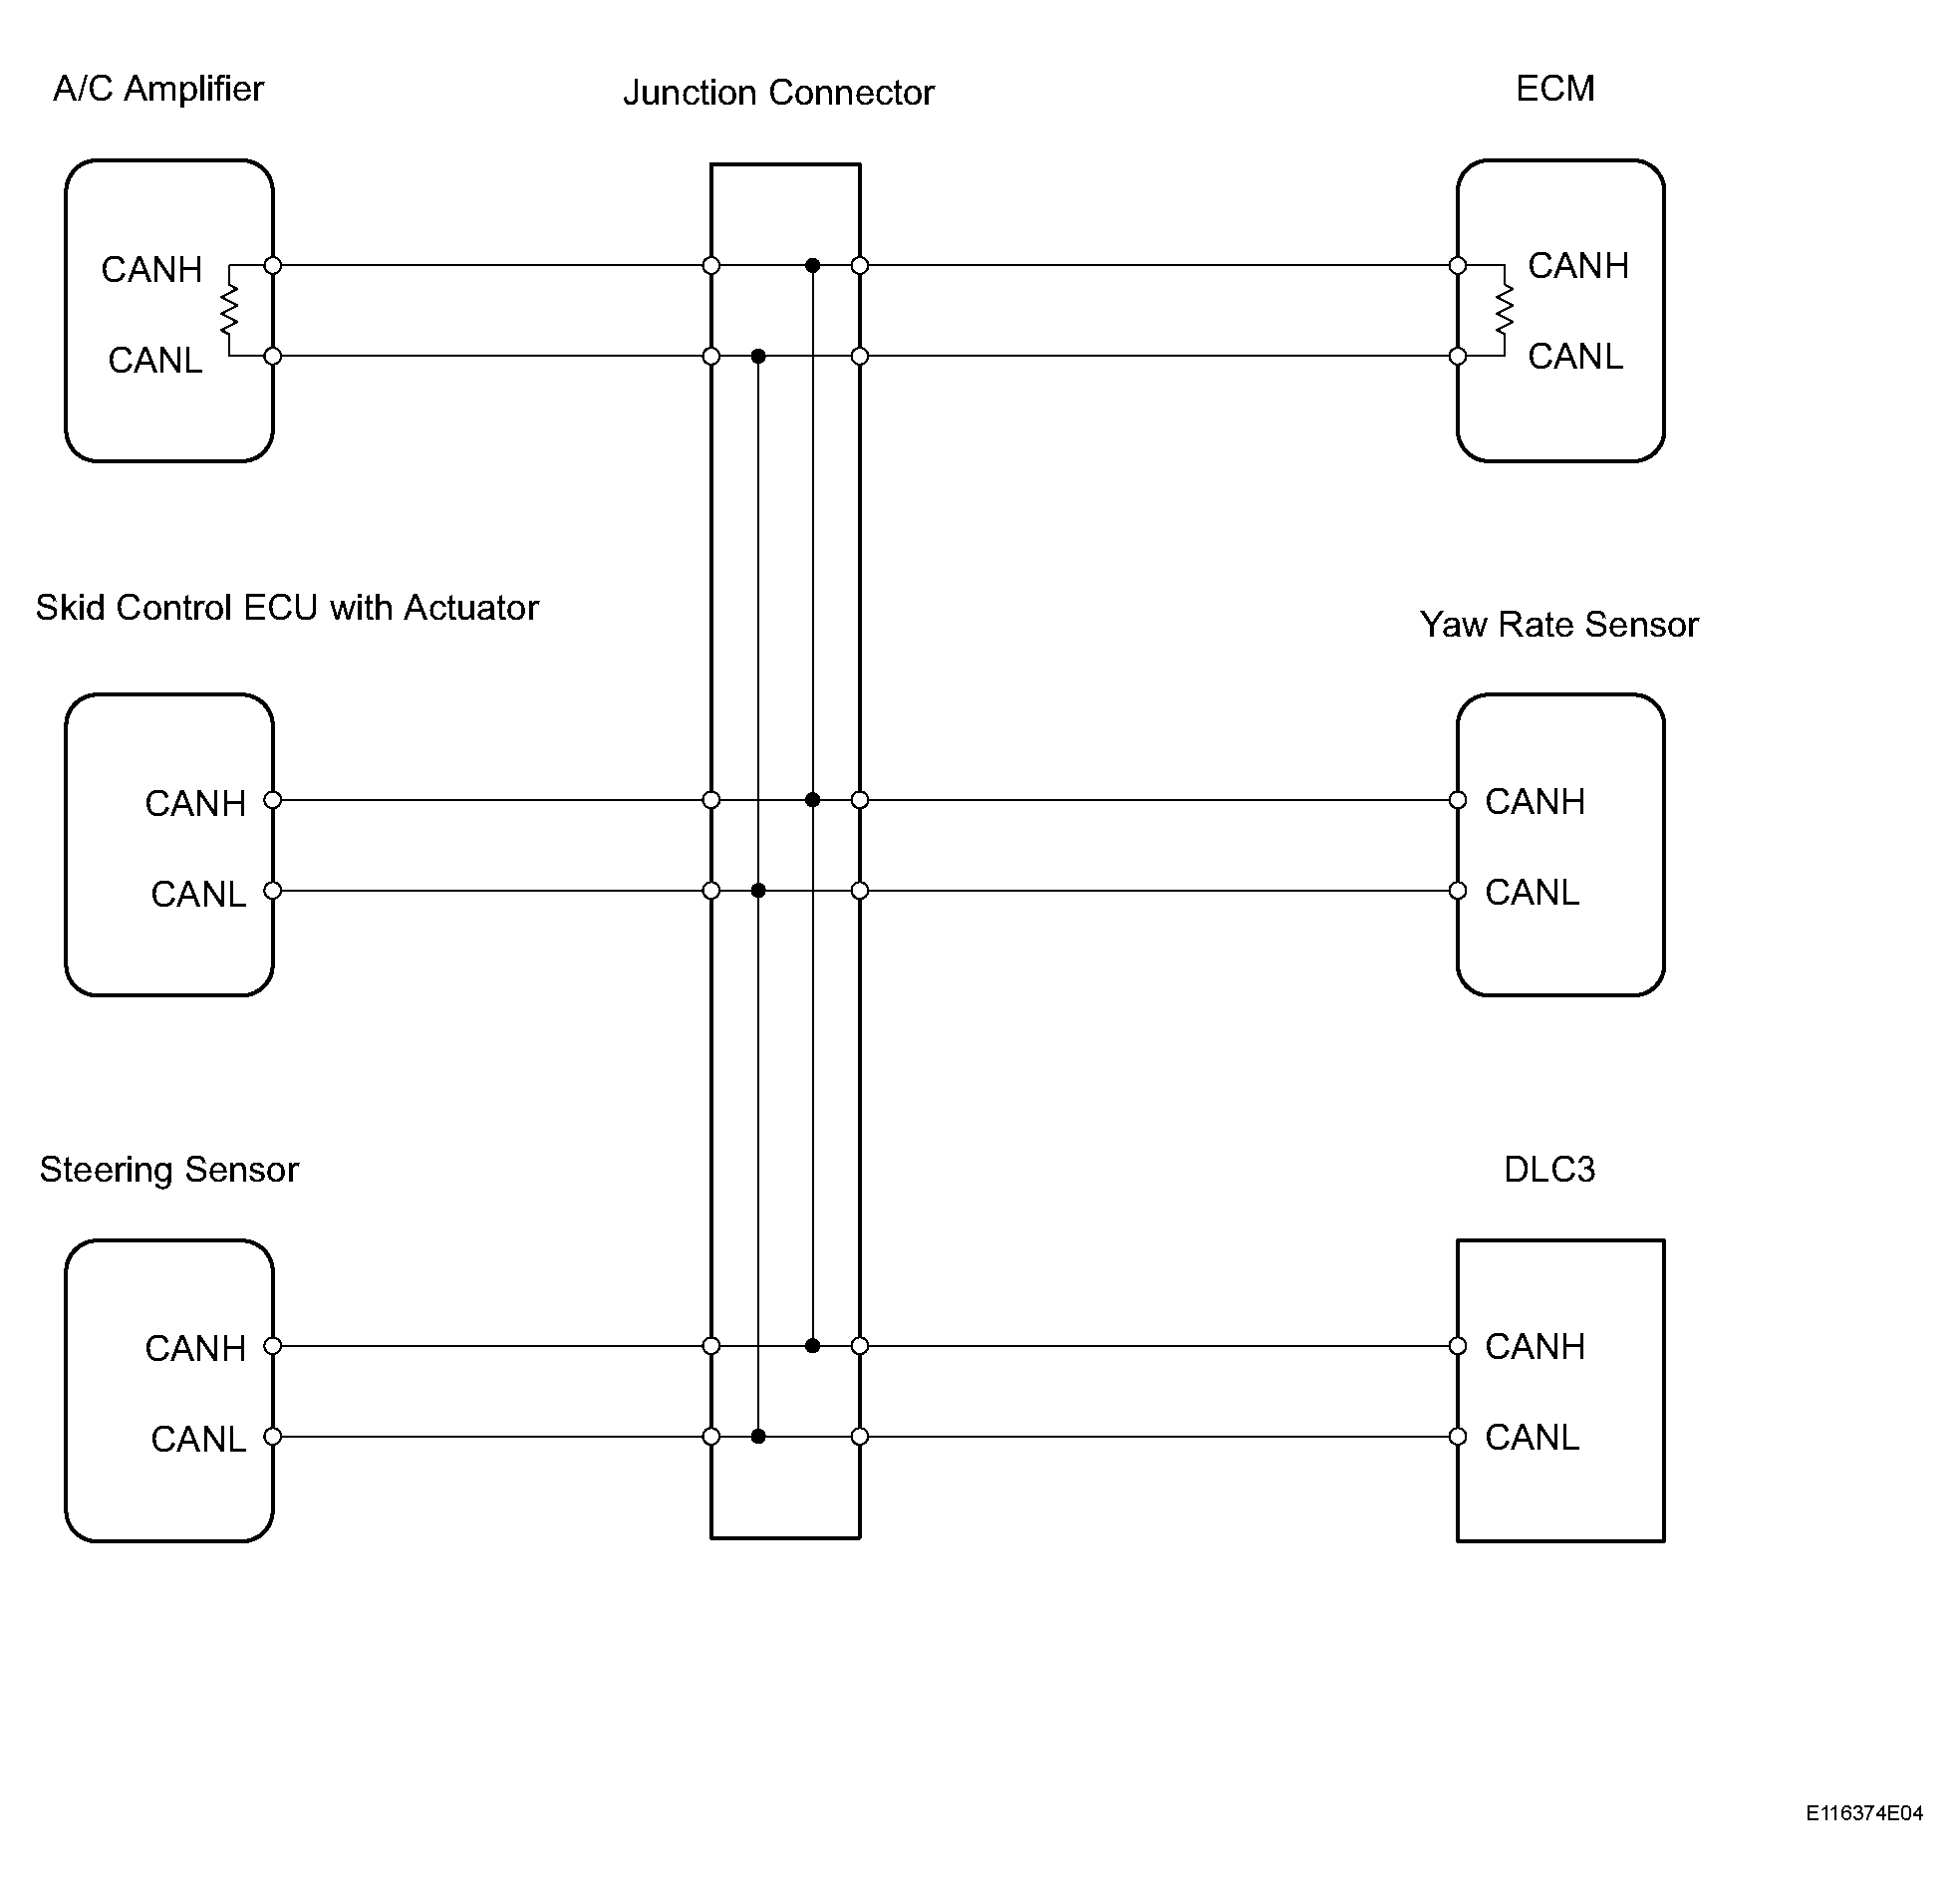 A/C Amplifier
Junction Connector
ECM
CANH
CANL
CANH
CANL
Skid Control ECU with Actuator
Yaw Rate Sensor
CANH
CANL
CANH
CANL
Steering Sensor
DLC3
CANH
CANL
CANH
CANL
E116374E04